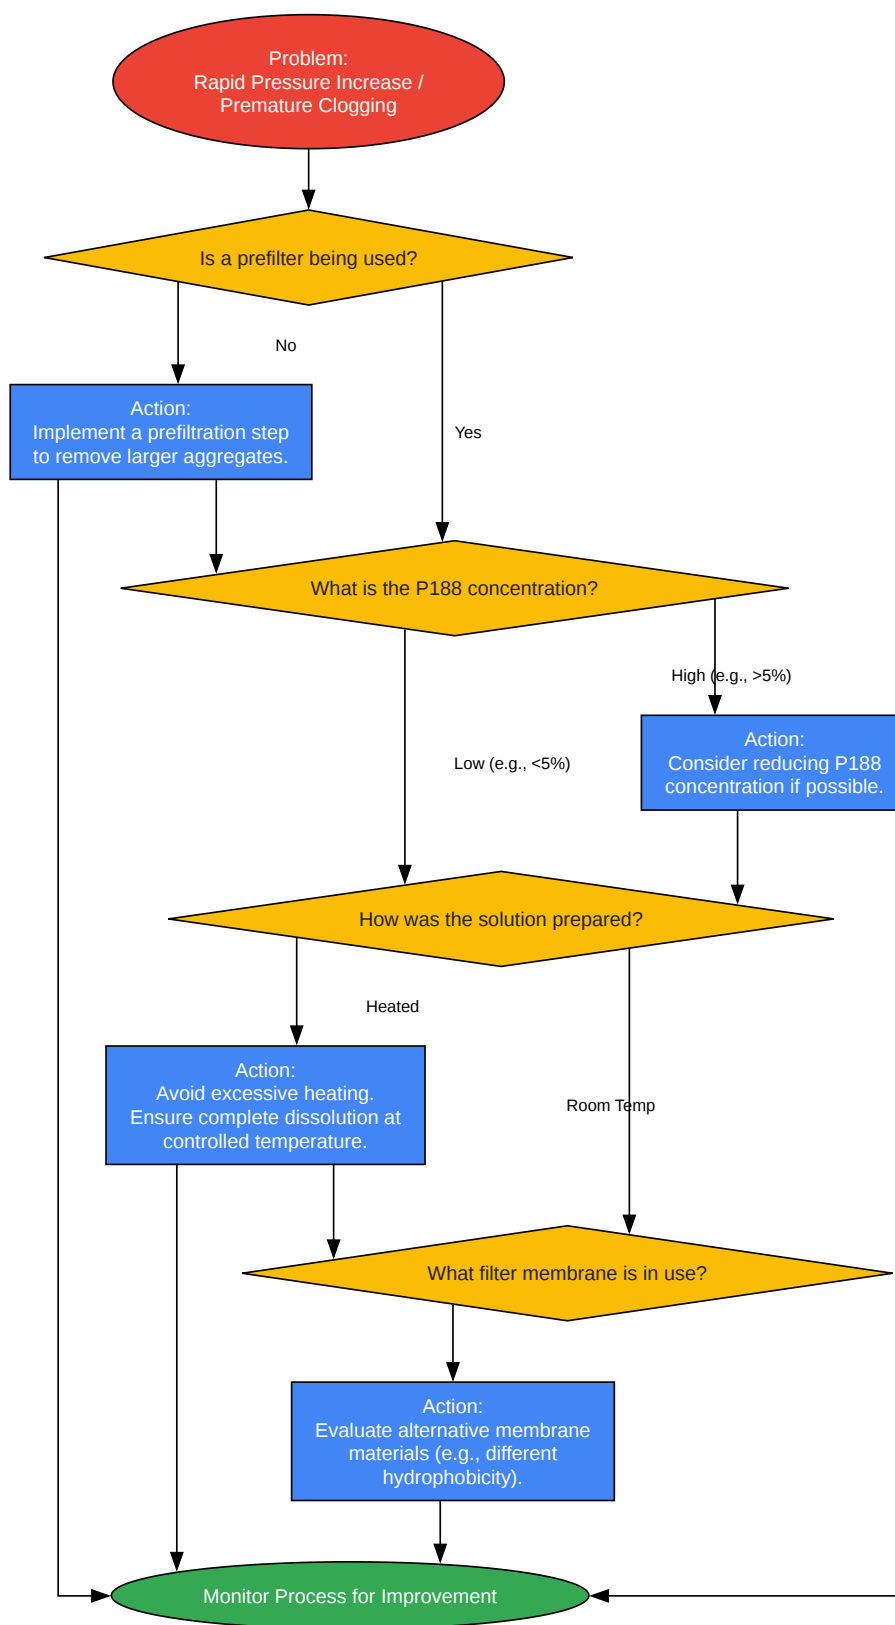 Problem:
Rapid Pressure Increase /
Premature Clogging
Is a prefilter being used?
No
Action:
Implement a prefiltration step
to remove larger aggregates.
Yes
What is the P188 concentration?
High (e.g., >5%)
Action:
Consider reducing P188
concentration if possible.
Low (e.g., <5%)
How was the solution prepared?
Heated
Action:
Avoid excessive heating.
Ensure complete dissolution at
controlled temperature.
Room Temp
What filter membrane is in use?
Action:
Evaluate alternative membrane
materials (e.g., different
hydrophobicity).
Monitor Process for Improvement